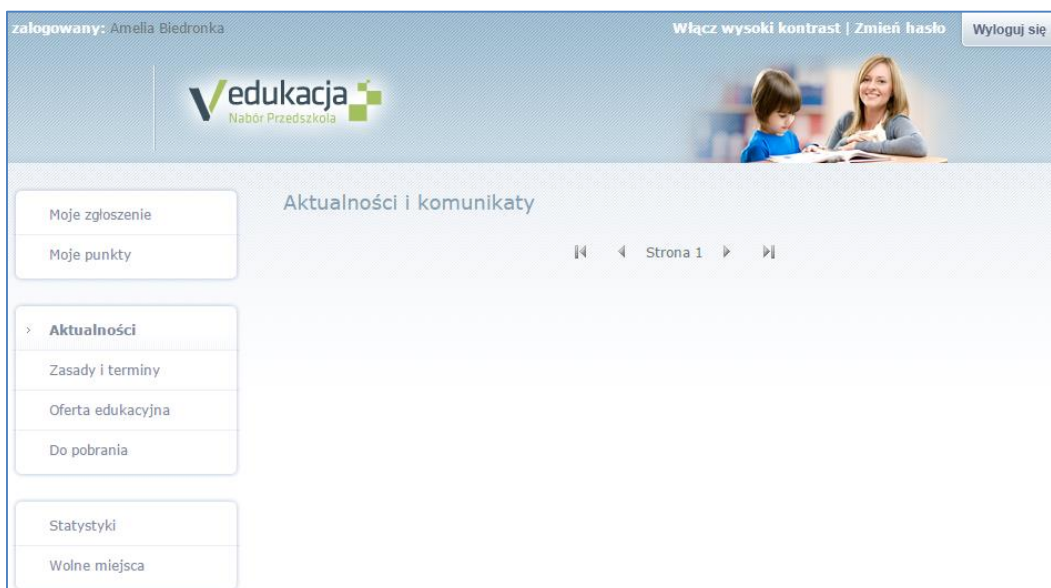 zalogowany: Amelia Biedronka
Włącz wysoki kontrast | Zmień hasło
Wyloguj się
edukacja
Nabór Przedszkola
Moje zgłoszenie
Moje punkty
Aktualności
Zasady i terminy
Oferta edukacyjna
Do pobrania
Statystyki
Wolne miejsca
Aktualności i komunikaty
Strona 1